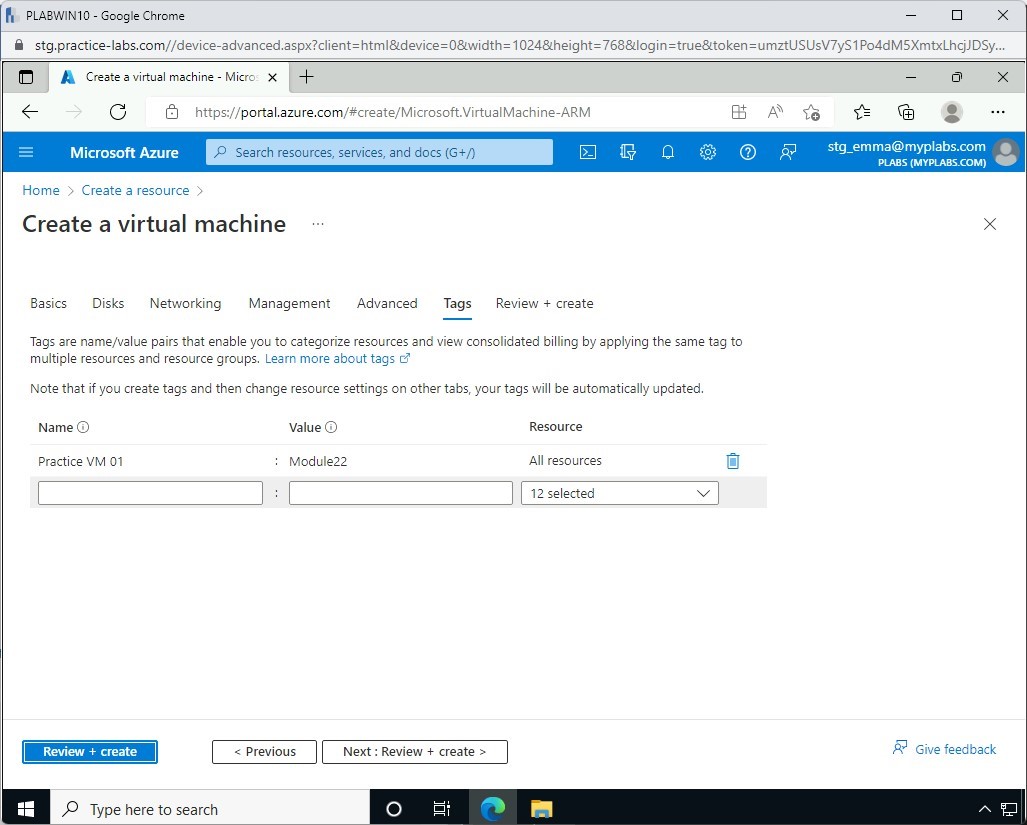 PLABWIN10 - Google Chrome
stg.practice-labs.com//device-advanced.aspx?client=html&device=0&width=1024&height=768&login=true&token=umztUSUsV7yS1Po4dM5XmtxLhcjJDSy...
Create a virtual machine - Micros
https://portal.azure.com/#create/Microsoft.VirtualMachine-ARM
Microsoft Azure
Search resources, services, and docs (G+/)
stg_emma@myplabs.com
PLABS (MYPLABS.COM)
Home > Create a resource >
Create a virtual machine ...
Basics Disks Networking Management Advanced Tags Review + create
Tags are name/value pairs that enable you to categorize resources and view consolidated billing by applying the same tag to
multiple resources and resource groups. Learn more about tags
Note that if you create tags and then change resource settings on other tabs, your tags will be automatically updated.
Name Value Resource
Practice VM 01 : Module22 All resources
: 12 selected
Review + create < Previous Next : Review + create > Give feedback
Type here to search